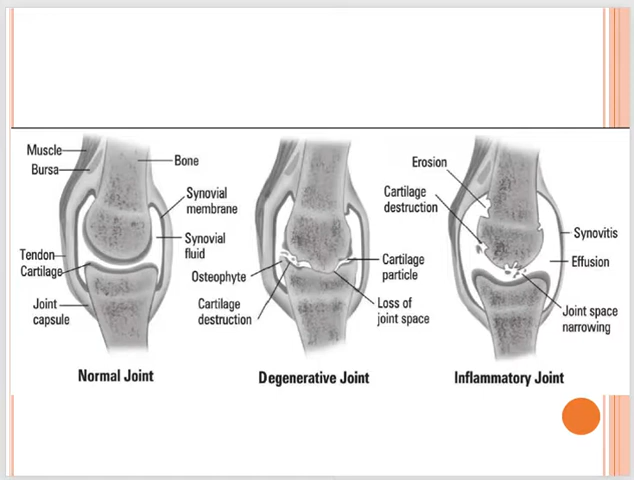 Muscle
Bursa
Bone
Synovial
membrane
Synovial
fluid
Tendon
Cartilage
Joint
capsule
Normal Joint
Osteophyte
Cartilage
destruction
Cartilage
particle
Loss of
joint space
Degenerative Joint
Erosion
Cartilage
destruction
Synovitis
Effusion
Joint space
narrowing
Inflammatory Joint